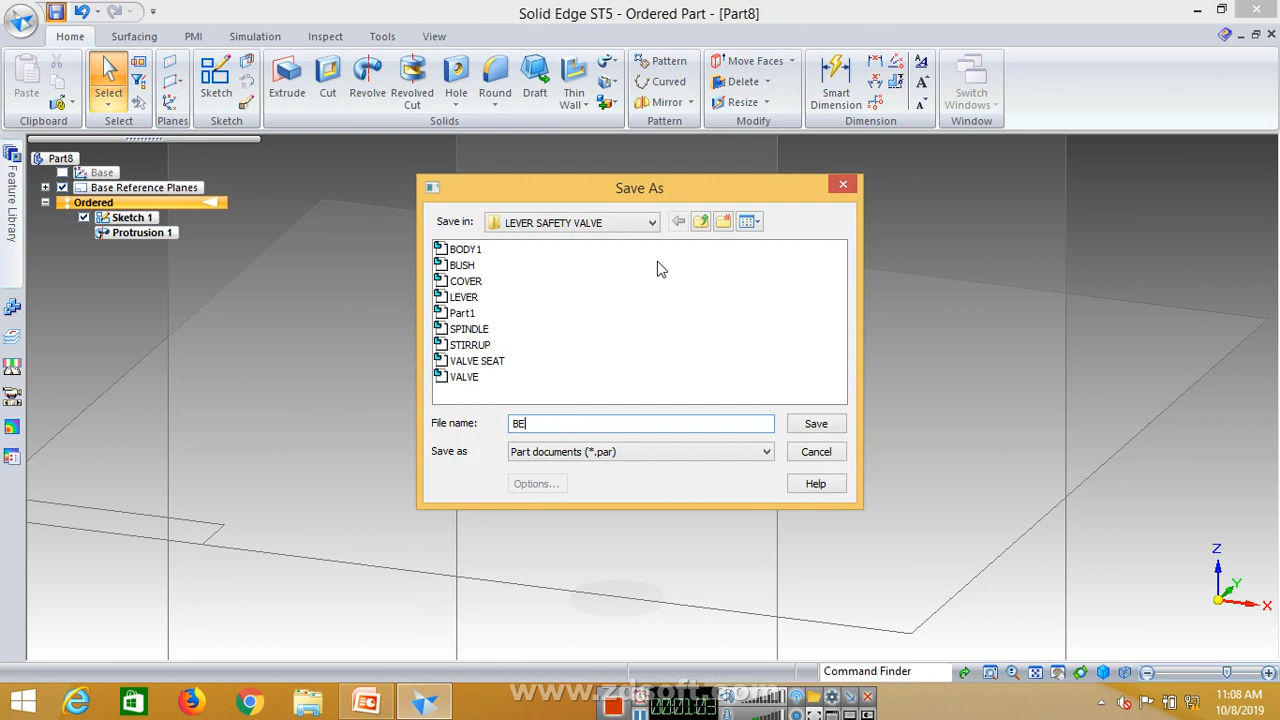 Solid Edge ST5 - Ordered Part - [Part8]
Home Surfacing PMI Simulation Inspect Tools View
Paste
Clipboard
Select
Select
Planes
Sketch
Sketch
Extrude Cut Revolve Revolved Cut Hole Round Draft Thin Wall
Solids
Pattern
Curved
Mirror
Pattern
Move Faces
Delete
Resize
Modify
Smart Dimension
Dimension
Switch Windows
Window
Feature Library
Part8
Base
Base Reference Planes
Ordered
Sketch 1
Protrusion 1
Save As
Save in: LEVER SAFETY VALVE
BODY1
BUSH
COVER
LEVER
Part1
SPINDLE
STIRRUP
VALVE SEAT
VALVE
File name: BE Save
Save as Part documents (*.par) Cancel
Options... Help
Z
Y
X
Command Finder
www.zdsoft.com
11:08 AM
10/8/2019